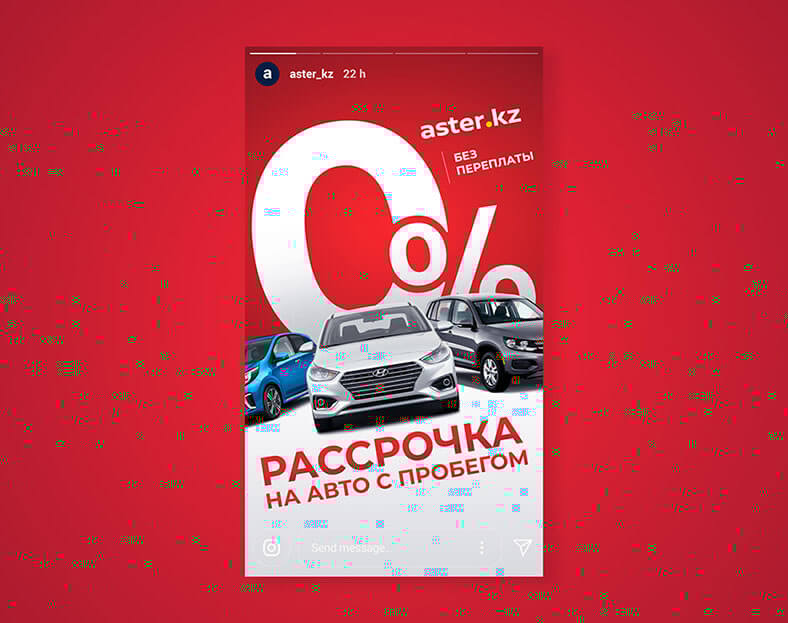 a aster_kz 22 h
aster.kz
БЕЗ
ПЕРЕПЛАТЫ
0%
РАССРОЧКА
НА АВТО С ПРОБЕГОМ
Send message...